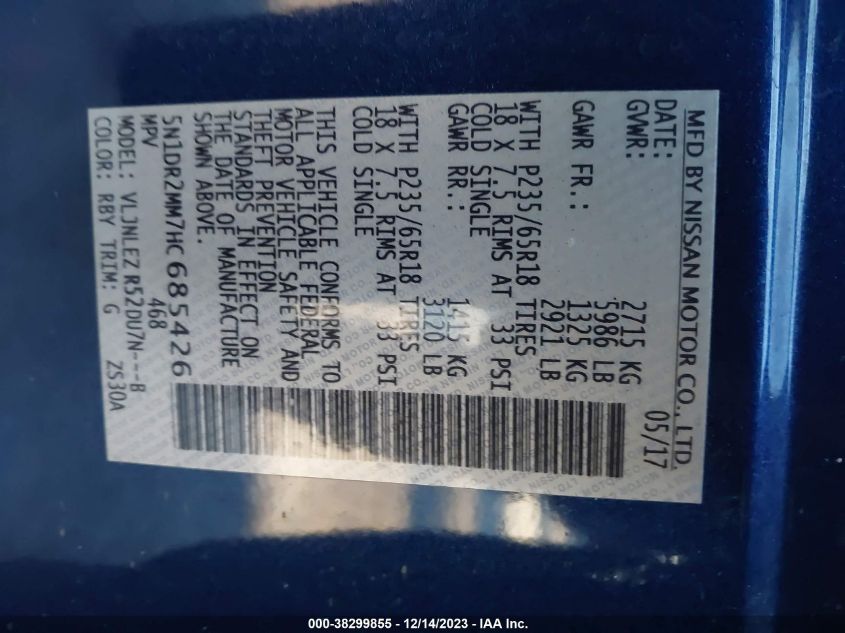 MFD BY NISSAN MOTOR CO., LTD.
DATE: 05/17
GVWR: 2715 KG
5986 LB
GAWR FR.: 1325 KG
2921 LB
WITH P235/65R18 TIRES
18 X 7.5 RIMS AT 33 PSI
COLD SINGLE
GAWR RR.: 1415 KG
3120 LB
WITH P235/65R18 TIRES
18 X 7.5 RIMS AT 33 PSI
COLD SINGLE
THIS VEHICLE CONFORMS TO
ALL APPLICABLE FEDERAL
MOTOR VEHICLE SAFETY AND
THEFT PREVENTION
STANDARDS IN EFFECT ON
THE DATE OF MANUFACTURE
SHOWN ABOVE.
5N1DR2MM7HC685426
MPV 468
MODEL: VLJNLEZ R52DU7N---B
COLOR: RBY TRIM: G ZS30A
000-38299855 - 12/14/2023 - IAA Inc.